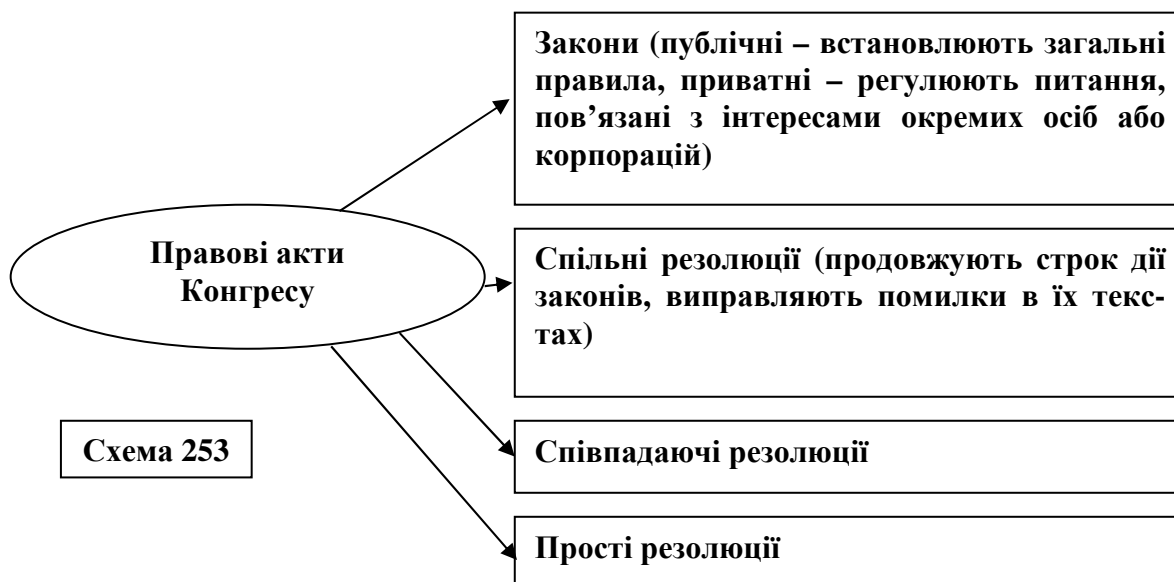 Закони (публічні – встановлюють загальні
правила, приватні – регулюють питання,
пов’язані з інтересами окремих осіб або
корпорацій)
Правові акти
Конгресу
Спільні резолюції (продовжують строк дії
законів, виправляють помилки в їх текс-
тах)
Схема 253
Співпадаючі резолюції
Прості резолюції